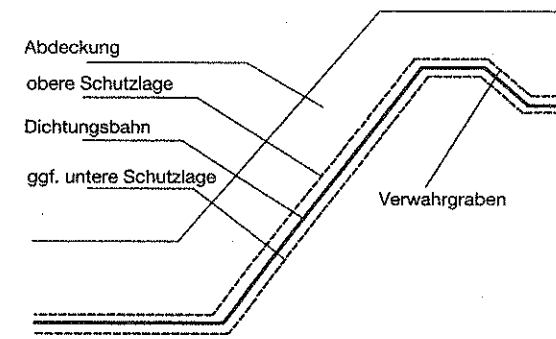 Abdeckung
obere Schutzlage
Dichtungsbahn
ggf. untere Schutzlage
Verwahrgraben